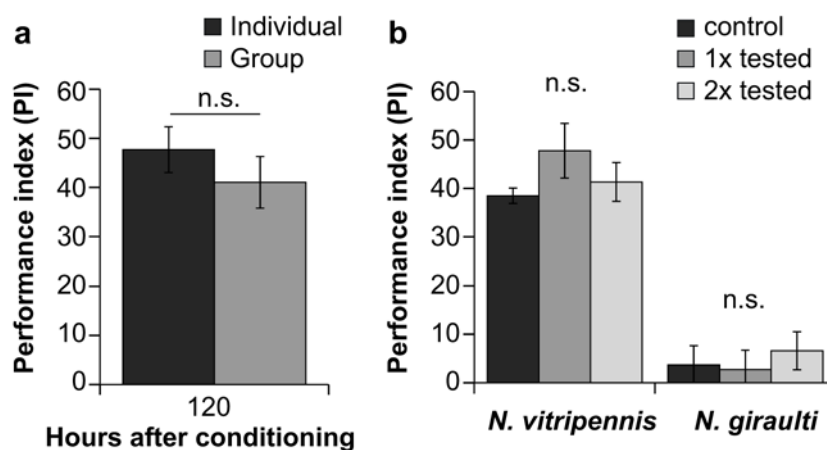 a
Individual
Group
Performance index (PI)
60
50
40
30
20
10
0
n.s.
120
Hours after conditioning
b
control
1x tested
2x tested
Performance index (PI)
60
50
40
30
20
10
0
n.s.
n.s.
N. vitripennis
N. giraulti